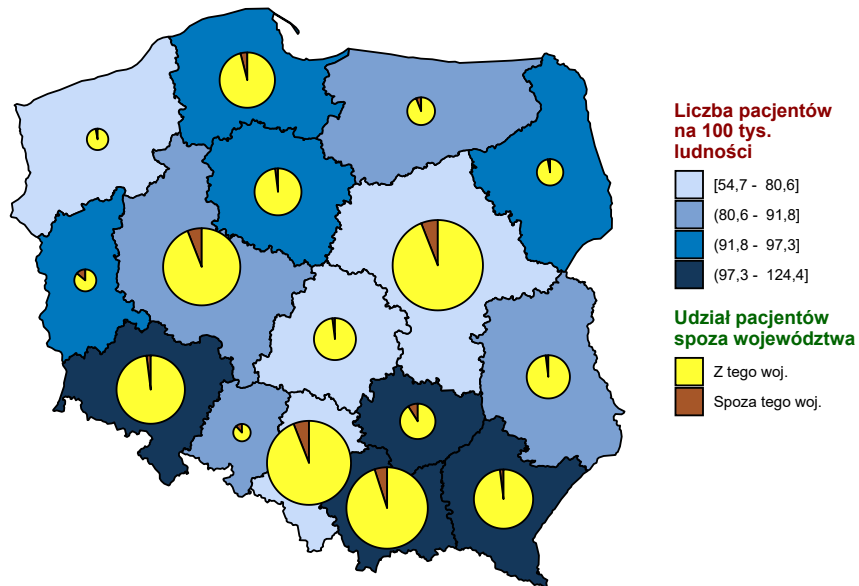 Liczba pacjentów
na 100 tys.
ludności
[54,7 - 80,6]
(80,6 - 91,8]
(91,8 - 97,3]
(97,3 - 124,4]
Udział pacjentów
spoza województwa
Z tego woj.
Spoza tego woj.